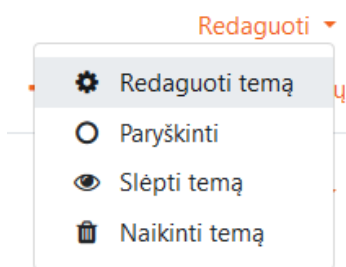 Redaguoti
Redaguoti temą
ų
Paryškinti
Slėpti temą
Naikinti temą